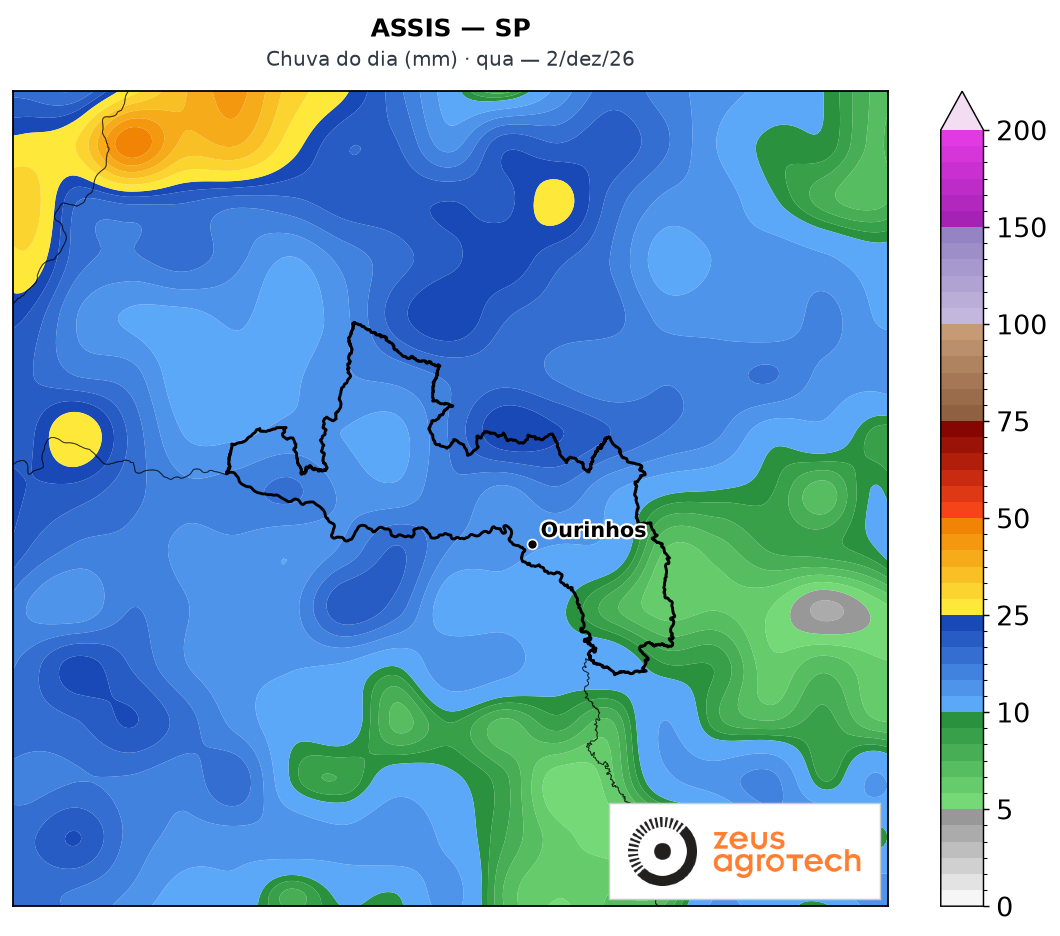 ASSIS — SP
Chuva do dia (mm) · qua — 2/dez/26
200
150
100
75
50
25
10
5
0
Ourinhos
zeus
agrotech